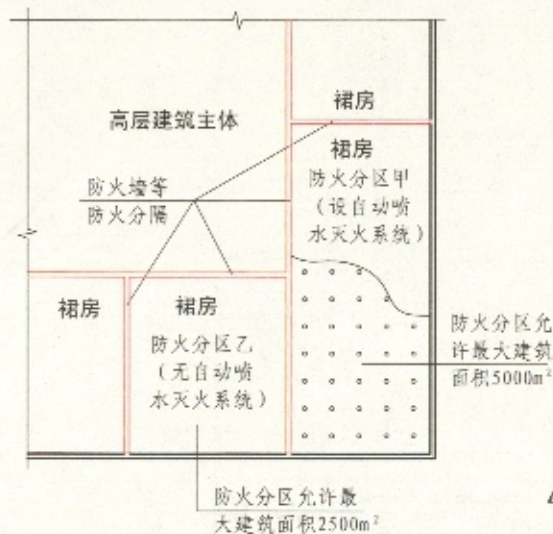 裙房
高层建筑主体
裙房
防火分区甲
（设自动喷
水灭火系统）
防火墙等
防火分隔
裙房
裙房
防火分区乙
（无自动喷
水灭火系统）
防火分区允
许最大建筑
面积5000m²
防火分区允许最
大建筑面积2500m²